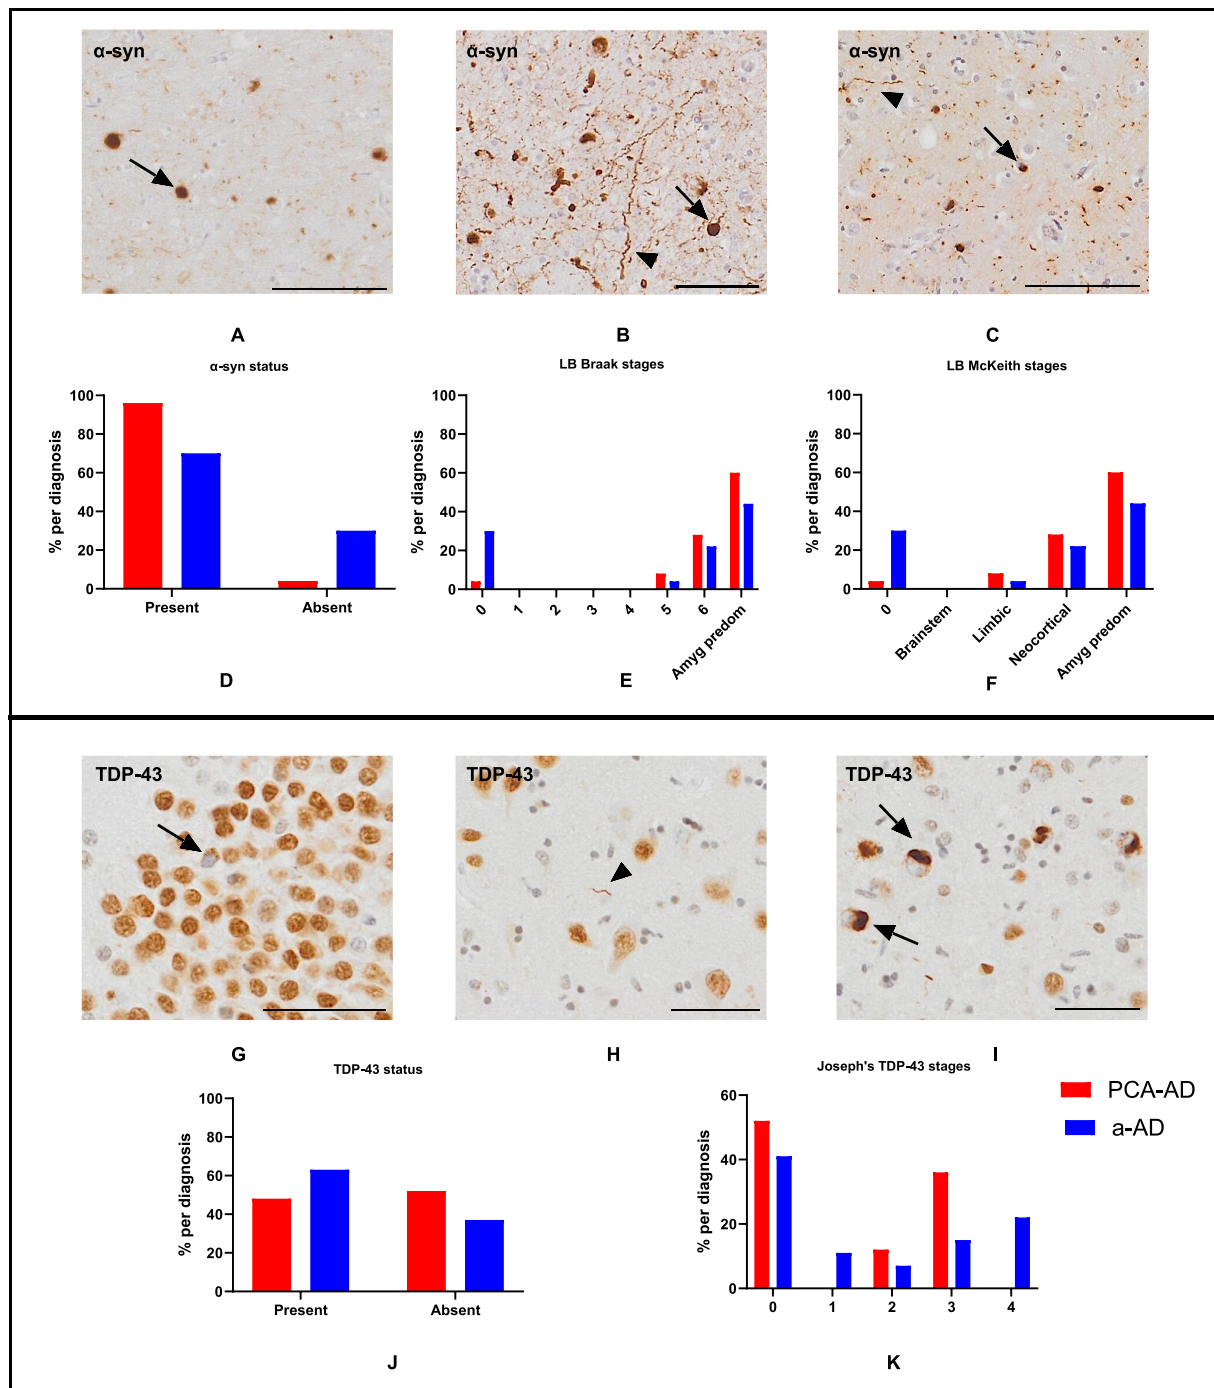 α-syn
α-syn
α-syn
A
B
C
α-syn status
% per diagnosis
100
80
60
40
20
0
Present
Absent
D
LB Braak stages
% per diagnosis
100
80
60
40
20
0
0
1
2
3
4
5
6
Amyg predom
E
LB McKeith stages
% per diagnosis
100
80
60
40
20
0
0
Brainstem
Limbic
Neocortical
Amyg predom
F
TDP-43
TDP-43
TDP-43
G
H
I
TDP-43 status
% per diagnosis
100
80
60
40
20
0
Present
Absent
J
Joseph's TDP-43 stages
% per diagnosis
60
40
20
0
0
1
2
3
4
K
PCA-AD
a-AD